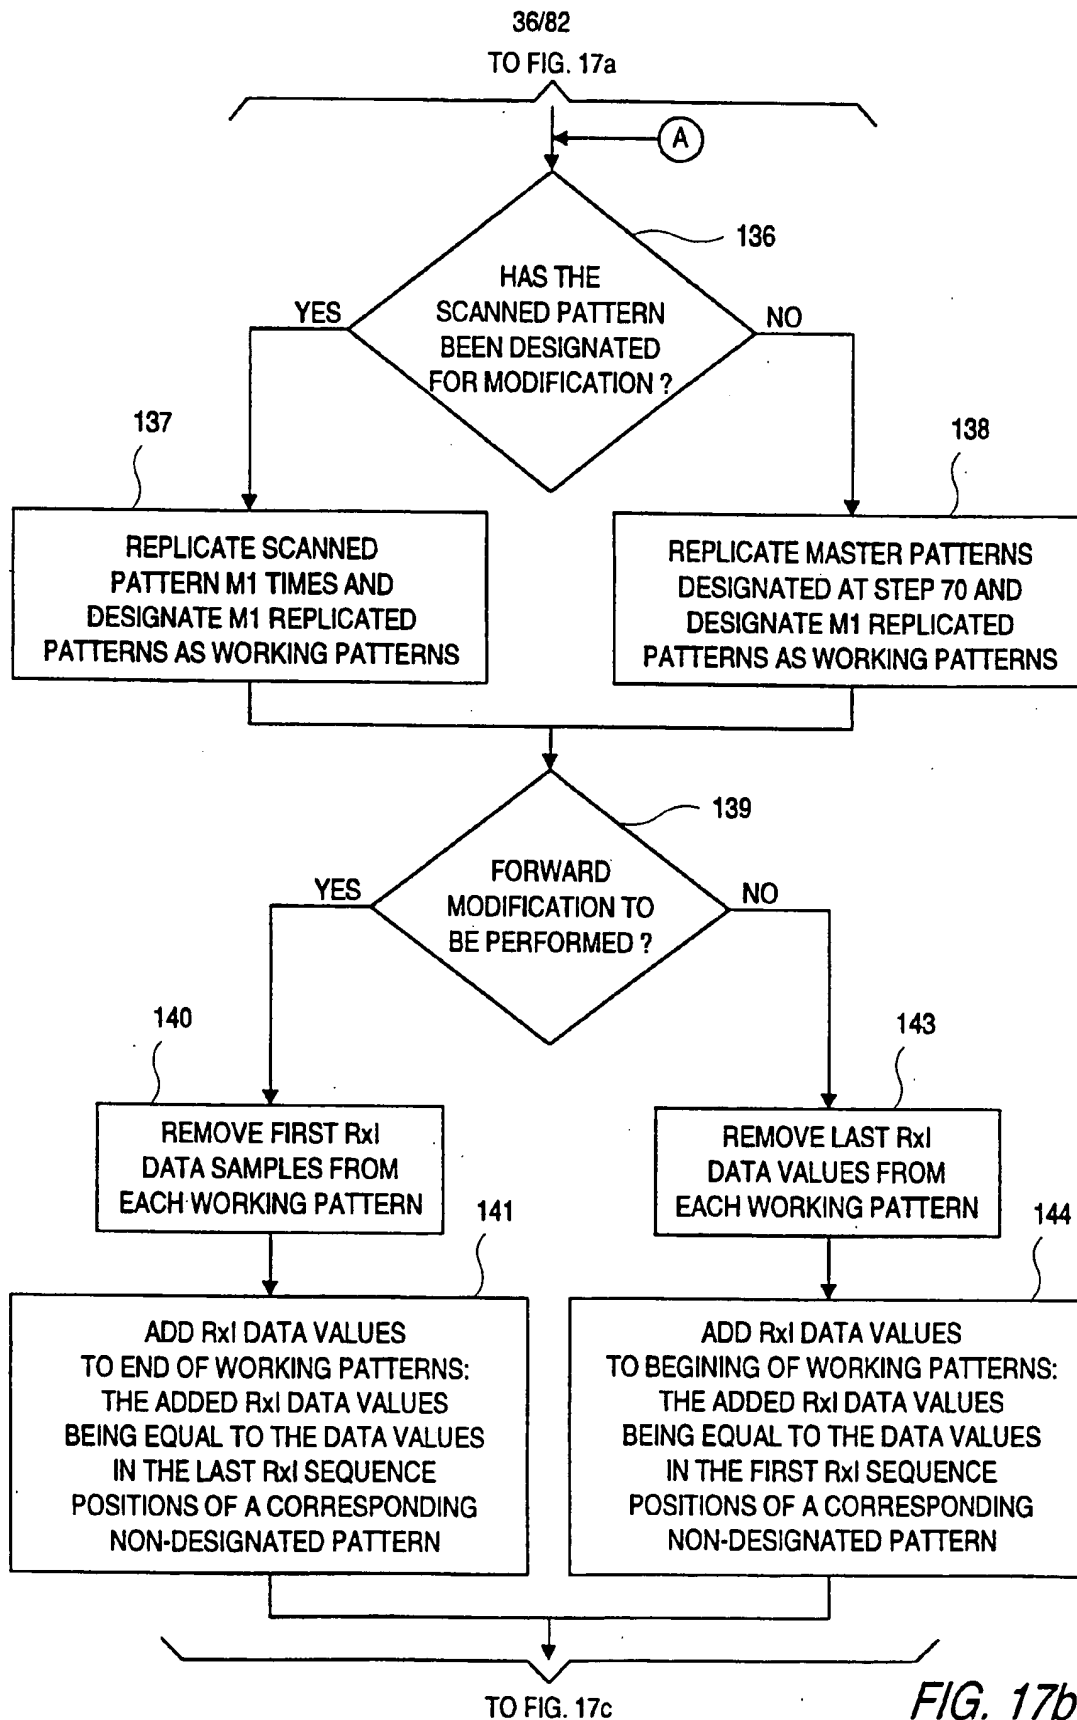 36/82
TO FIG. 17a
A
136
HAS THE
SCANNED PATTERN
BEEN DESIGNATED
FOR MODIFICATION ?
YES
NO
137
138
REPLICATE SCANNED
PATTERN M1 TIMES AND
DESIGNATE M1 REPLICATED
PATTERNS AS WORKING PATTERNS
REPLICATE MASTER PATTERNS
DESIGNATED AT STEP 70 AND
DESIGNATE M1 REPLICATED
PATTERNS AS WORKING PATTERNS
139
FORWARD
MODIFICATION TO
BE PERFORMED ?
YES
NO
140
143
REMOVE FIRST RxI
DATA SAMPLES FROM
EACH WORKING PATTERN
REMOVE LAST RxI
DATA VALUES FROM
EACH WORKING PATTERN
141
144
ADD RxI DATA VALUES
TO END OF WORKING PATTERNS:
THE ADDED RxI DATA VALUES
BEING EQUAL TO THE DATA VALUES
IN THE LAST RxI SEQUENCE
POSITIONS OF A CORRESPONDING
NON-DESIGNATED PATTERN
ADD RxI DATA VALUES
TO BEGINING OF WORKING PATTERNS:
THE ADDED RxI DATA VALUES
BEING EQUAL TO THE DATA VALUES
IN THE FIRST RxI SEQUENCE
POSITIONS OF A CORRESPONDING
NON-DESIGNATED PATTERN
TO FIG. 17c
FIG. 17b